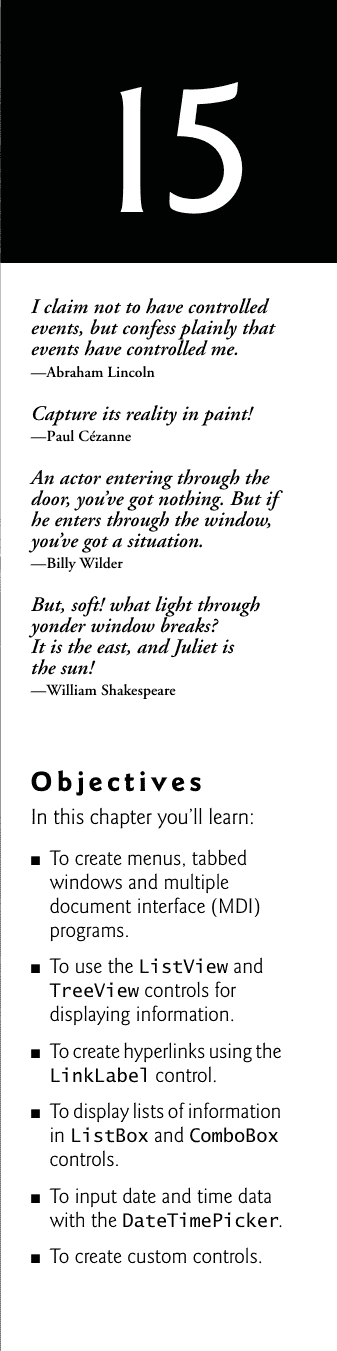 15
I claim not to have controlled
events, but confess plainly that
events have controlled me.
—Abraham Lincoln
Capture its reality in paint!
—Paul Cézanne
An actor entering through the
door, you’ve got nothing. But if
he enters through the window,
you’ve got a situation.
—Billy Wilder
But, soft! what light through
yonder window breaks?
It is the east, and Juliet is
the sun!
—William Shakespeare
Objectives
In this chapter you’ll learn:
■ To create menus, tabbed
windows and multiple
document interface (MDI)
programs.
■ To use the ListView and
TreeView controls for
displaying information.
■ To create hyperlinks using the
LinkLabel control.
■ To display lists of information
in ListBox and ComboBox
controls.
■ To input date and time data
with the DateTimePicker.
■ To create custom controls.